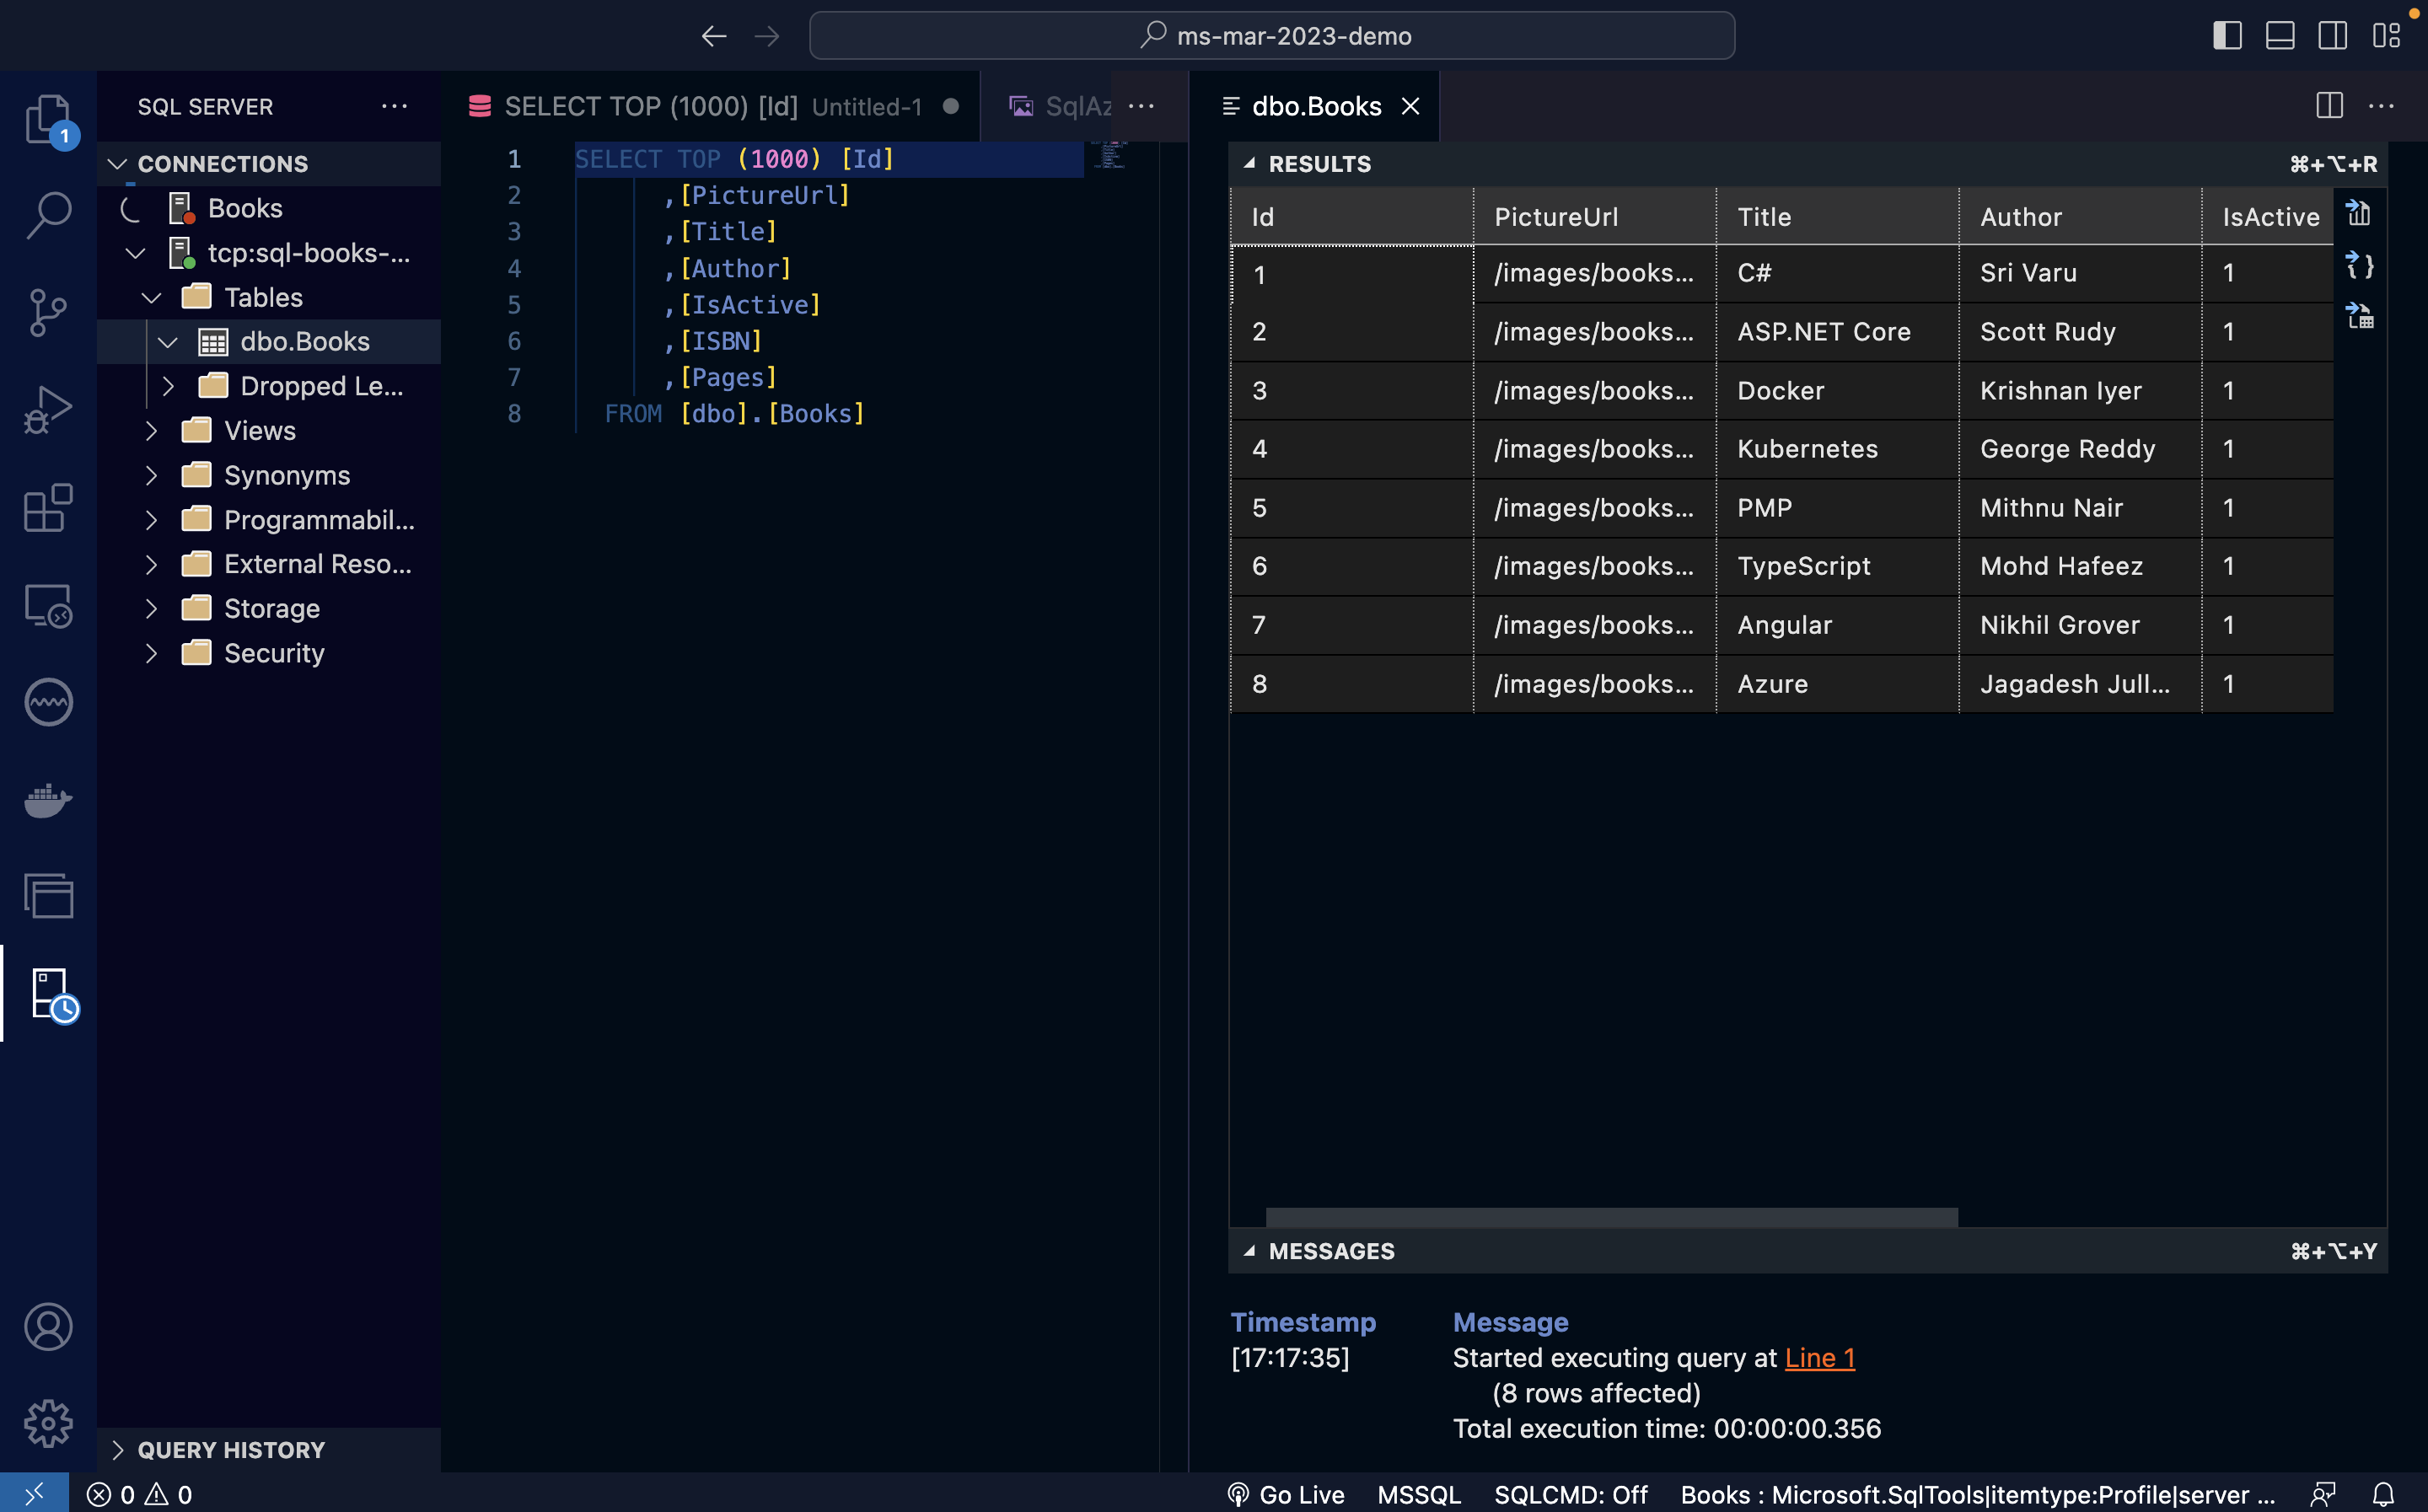 ms-mar-2023-demo
1
SQL SERVER
CONNECTIONS
Books
tcp:sql-books-...
Tables
dbo.Books
Dropped Le...
Views
Synonyms
Programmabil...
External Reso...
Storage
Security
QUERY HISTORY
SELECT TOP (1000) [Id] Untitled-1
SqlAz
1 SELECT TOP (1000) [Id]
2 ,[PictureUrl]
3 ,[Title]
4 ,[Author]
5 ,[IsActive]
6 ,[ISBN]
7 ,[Pages]
8 FROM [dbo].[Books]
dbo.Books
RESULTS ⌘+⌥+R
Id PictureUrl Title Author IsActive
1 /images/books... C# Sri Varu 1
2 /images/books... ASP.NET Core Scott Rudy 1
3 /images/books... Docker Krishnan Iyer 1
4 /images/books... Kubernetes George Reddy 1
5 /images/books... PMP Mithnu Nair 1
6 /images/books... TypeScript Mohd Hafeez 1
7 /images/books... Angular Nikhil Grover 1
8 /images/books... Azure Jagadesh Jull... 1
MESSAGES ⌘+⌥+Y
Timestamp Message
[17:17:35] Started executing query at Line 1
(8 rows affected)
Total execution time: 00:00:00.356
0 0 Go Live MSSQL SQLCMD: Off Books : Microsoft.SqlTools|itemtype:Profile|server ...